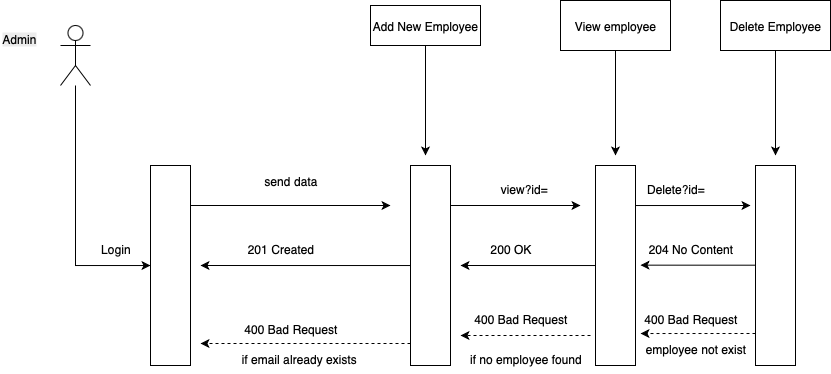 Admin
Add New Employee
View employee
Delete Employee
send data
view?id=
Delete?id=
Login
201 Created
200 OK
204 No Content
400 Bad Request
400 Bad Request
400 Bad Request
if email already exists
if no employee found
employee not exist